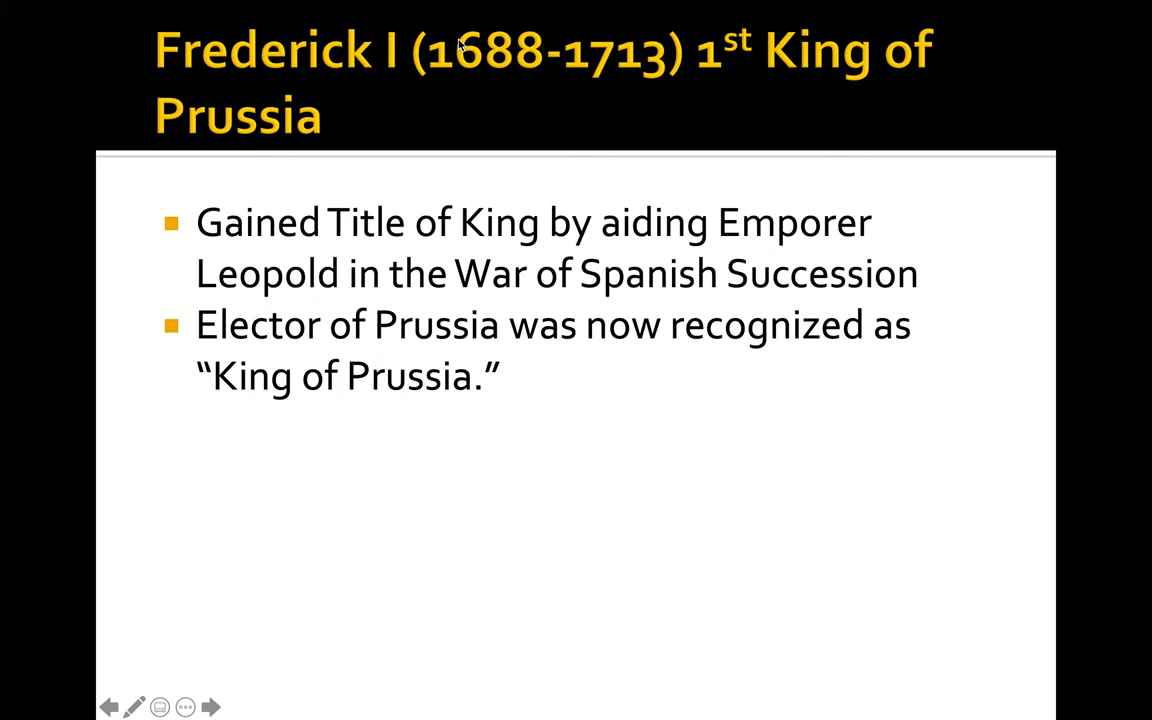 Frederick I (1688-1713) 1st King of
Prussia
Gained Title of King by aiding Emporer
Leopold in the War of Spanish Succession
Elector of Prussia was now recognized as
“King of Prussia.”